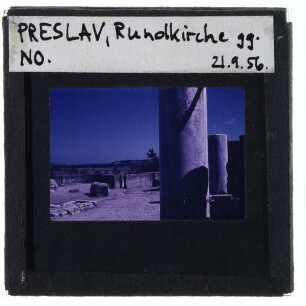 PRESLAV, Rundkirche gg.
NO. 21.9.56.